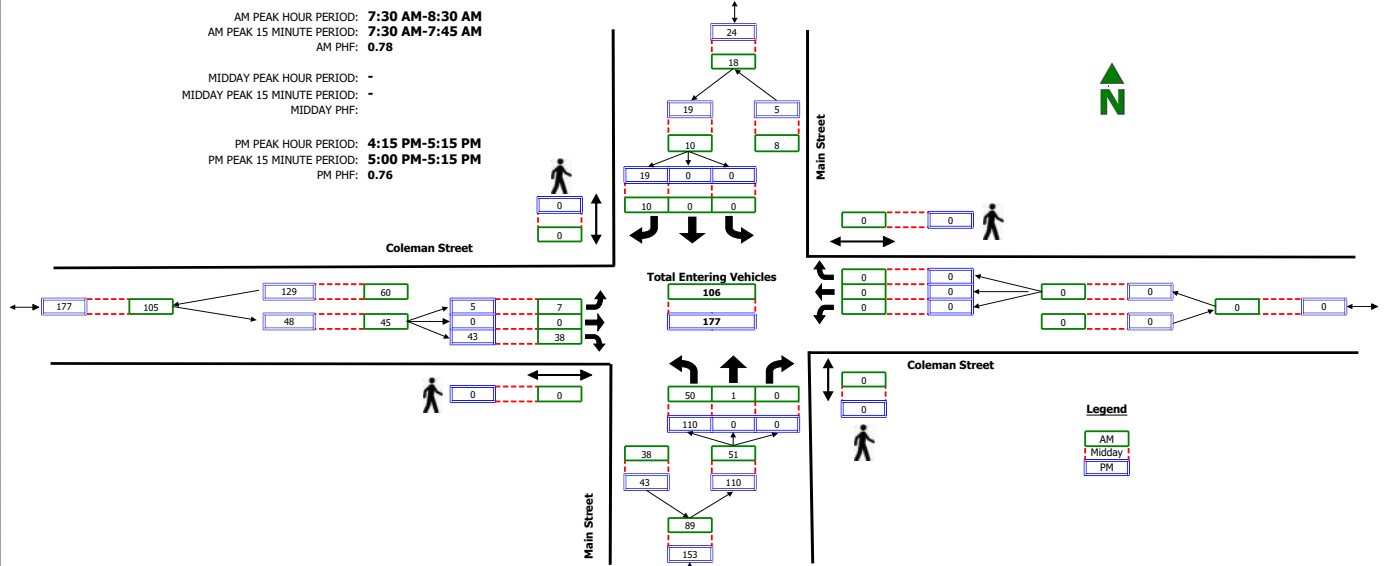 AM PEAK HOUR PERIOD: 7:30 AM-8:30 AM
AM PEAK 15 MINUTE PERIOD: 7:30 AM-7:45 AM
AM PHF: 0.78
MIDDAY PEAK HOUR PERIOD: -
MIDDAY PEAK 15 MINUTE PERIOD: -
MIDDAY PHF:
PM PEAK HOUR PERIOD: 4:15 PM-5:15 PM
PM PEAK 15 MINUTE PERIOD: 5:00 PM-5:15 PM
PM PHF: 0.76
24
18
19 5
10 8
19 0 0
10 0 0
Main Street
N
0
0
0 0
Coleman Street
177 105
129 60
48 45
5 7
0 0
43 38
Total Entering Vehicles
106
177
0 0
0 0
0 0
0 0
0 0
0 0
Coleman Street
0 0
0
0
50 1 0
110 0 0
38 51
43 110
89
153
Main Street
Legend
AM
Midday
PM